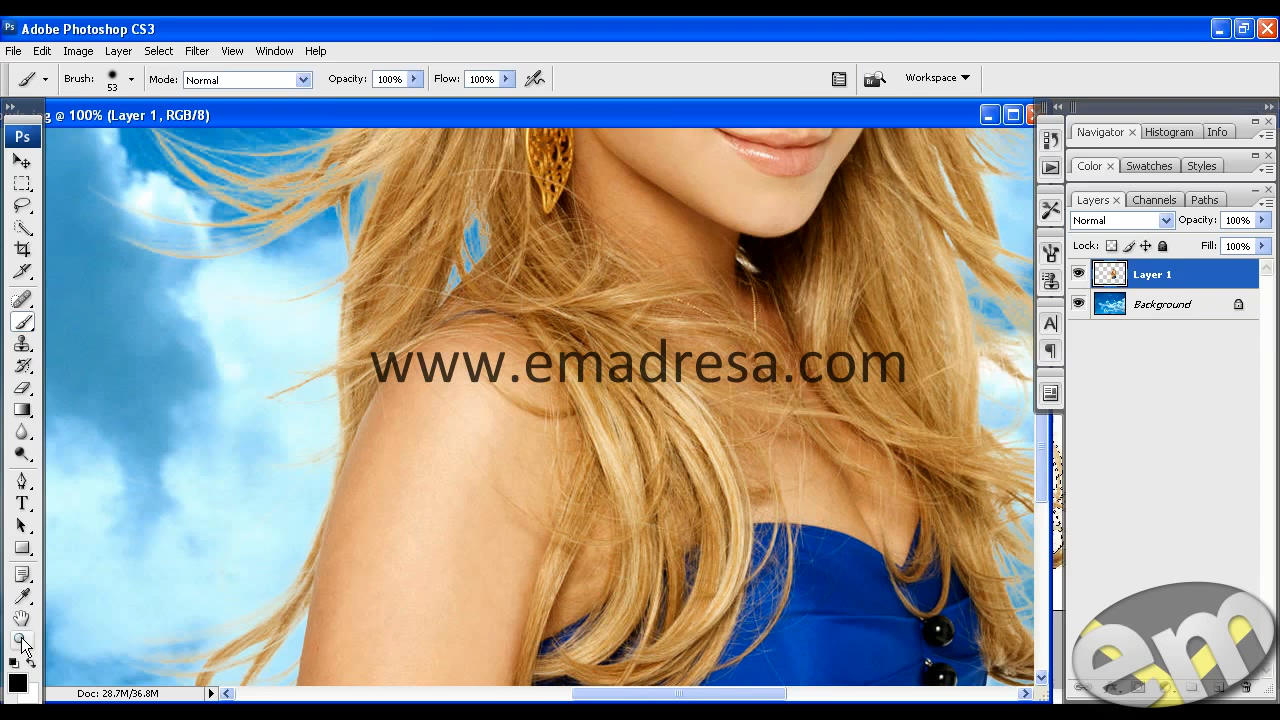 Ps Adobe Photoshop CS3
File Edit Image Layer Select Filter View Window Help
Brush: 53 Mode: Normal Opacity: 100% Flow: 100% Workspace
@ 100% (Layer 1, RGB/8)
Ps
Navigator Histogram Info
Color Swatches Styles
Layers Channels Paths
Normal Opacity: 100%
Lock: Fill: 100%
Layer 1
Background
www.emadresa.com
T
A
em
Doc: 28.7M/36.8M